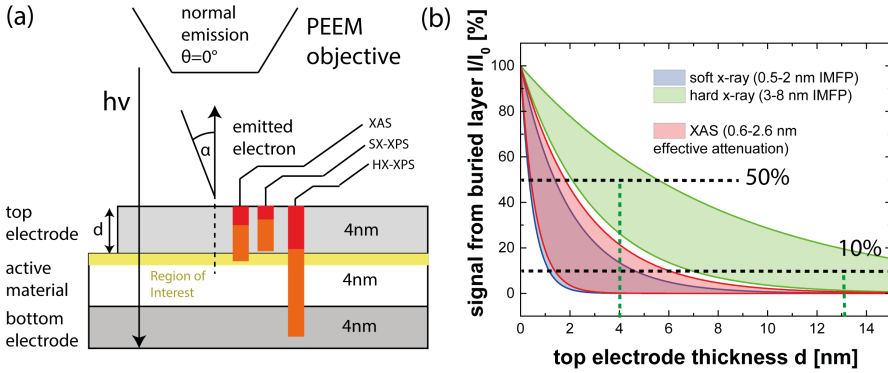 (a)
normal
emission
θ=0°
PEEM
objective
hν
α
emitted
electron
XAS
SX-XPS
HX-XPS
top
electrode
d
4nm
active
material
Region of
Interest
4nm
bottom
electrode
4nm
(b)
signal from buried layer I/I₀ [%]
100
80
60
40
20
0
soft x-ray (0.5-2 nm IMFP)
hard x-ray (3-8 nm IMFP)
XAS (0.6-2.6 nm
effective attenuation)
50%
10%
0 2 4 6 8 10 12 14
top electrode thickness d [nm]